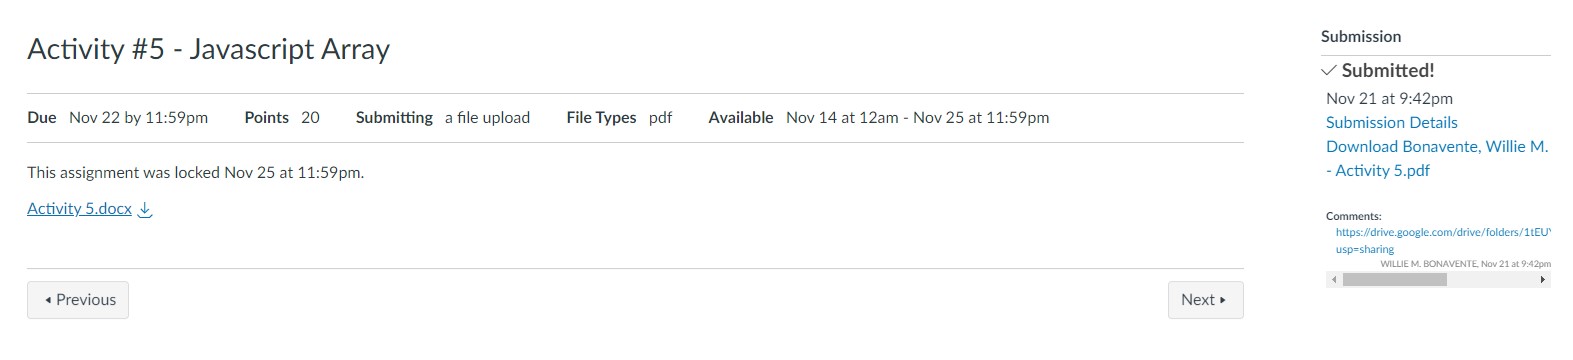 Activity #5 - Javascript Array
Due Nov 22 by 11:59pm Points 20 Submitting a file upload File Types pdf Available Nov 14 at 12am - Nov 25 at 11:59pm
This assignment was locked Nov 25 at 11:59pm.
Activity 5.docx
Previous
Next
Submission
Submitted!
Nov 21 at 9:42pm
Submission Details
Download Bonavente, Willie M.
- Activity 5.pdf
Comments:
https://drive.google.com/drive/folders/1tEU
usp=sharing
WILLIE M. BONAVENTE, Nov 21 at 9:42pm